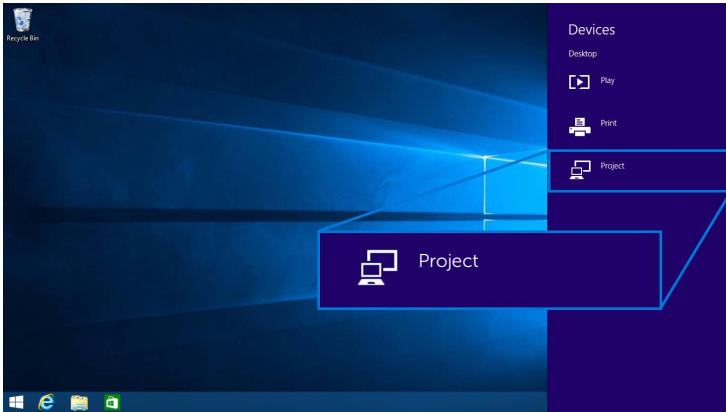 Recycle Bin
Devices
Desktop
Play
Print
Project
Project